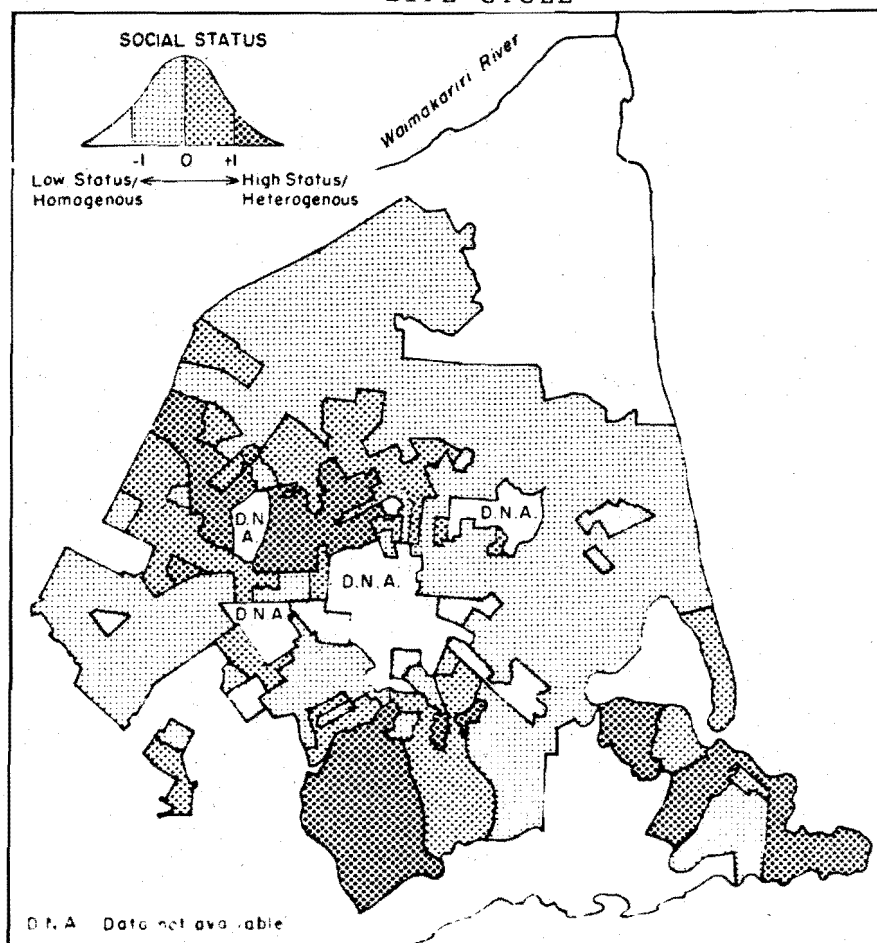 SOCIAL STATUS
-1 0 +1
Low Status/ High Status/
Homogenous Heterogenous
Waimakariri River
D.N.A.
D.N.
A.
D.N.A.
D.N.A
D.N.A Data not available